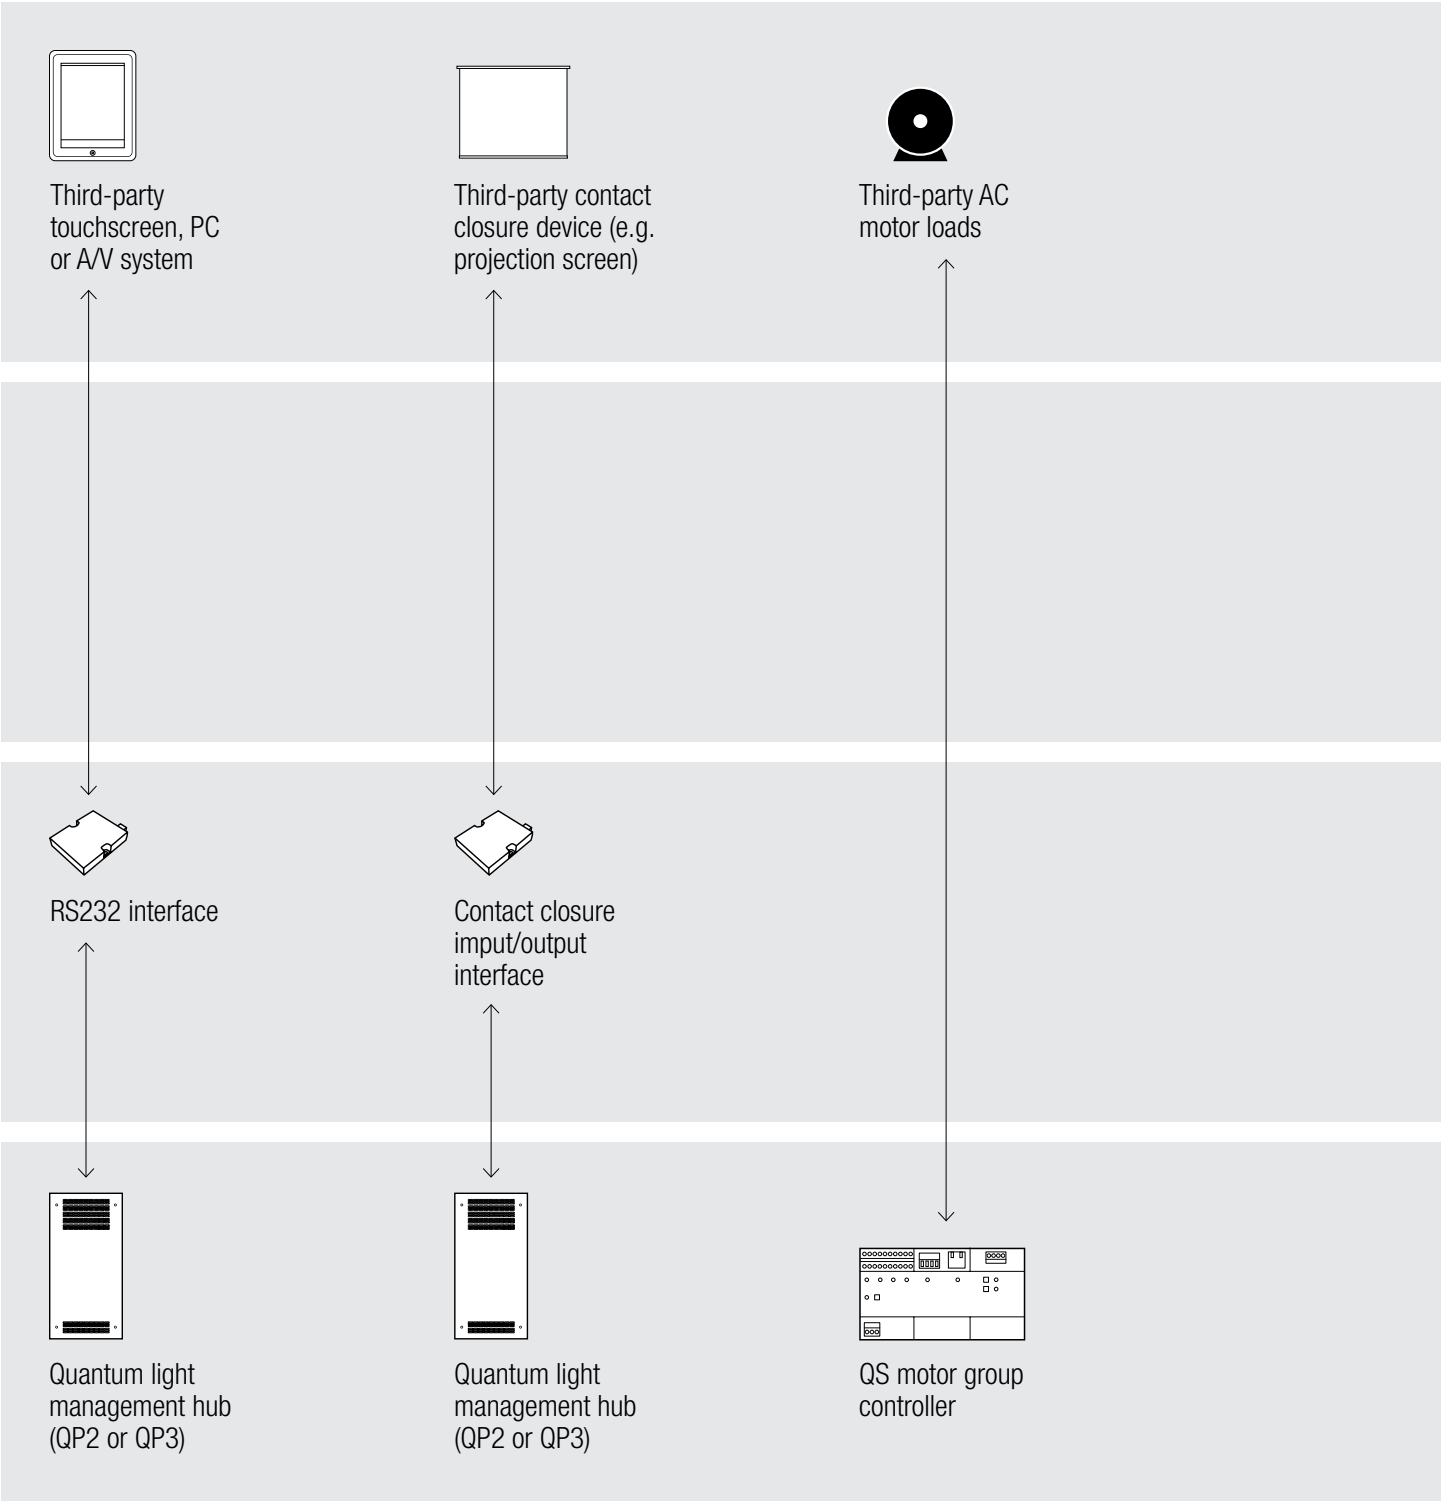 Third-party
touchscreen, PC
or A/V system
Third-party contact
closure device (e.g.
projection screen)
Third-party AC
motor loads
RS232 interface
Contact closure
imput/output
interface
Quantum light
management hub
(QP2 or QP3)
Quantum light
management hub
(QP2 or QP3)
QS motor group
controller